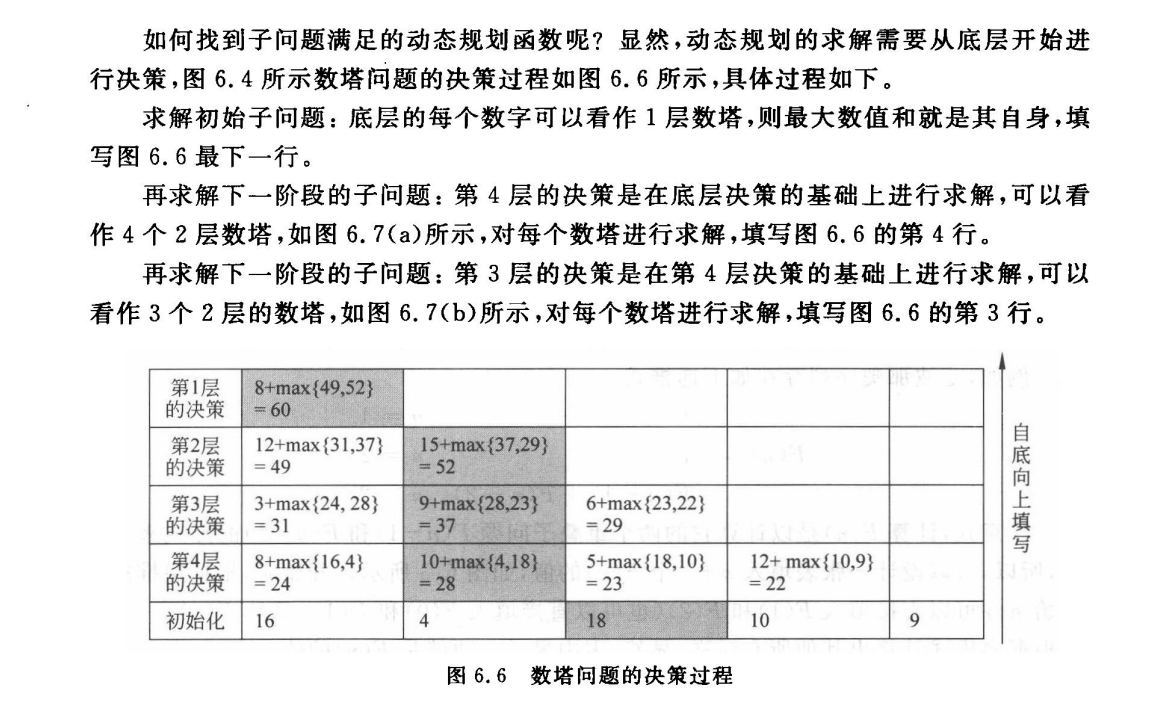 如何找到子问题满足的动态规划函数呢？显然，动态规划的求解需要从底层开始进
行决策，图 6.4 所示数塔问题的决策过程如图 6.6 所示，具体过程如下。
求解初始子问题：底层的每个数字可以看作 1 层数塔，则最大数值和就是其自身，填
写图 6.6 最下一行。
再求解下一阶段的子问题：第 4 层的决策是在底层决策的基础上进行求解，可以看
作 4 个 2 层数塔，如图 6.7(a)所示，对每个数塔进行求解，填写图 6.6 的第 4 行。
再求解下一阶段的子问题：第 3 层的决策是在第 4 层决策的基础上进行求解，可以
看作 3 个 2 层的数塔，如图 6.7(b)所示，对每个数塔进行求解，填写图 6.6 的第 3 行。
第1层 8+max{49,52}
的决策 = 60
第2层 12+max{31,37} 15+max{37,29}
的决策 = 49 = 52
第3层 3+max{24, 28} 9+max{28,23} 6+max{23,22}
的决策 = 31 = 37 = 29
第4层 8+max{16,4} 10+max{4,18} 5+max{18,10} 12+ max{10,9}
的决策 = 24 = 28 = 23 = 22
初始化 16 4 18 10 9
自底向上填写
图 6.6 数塔问题的决策过程